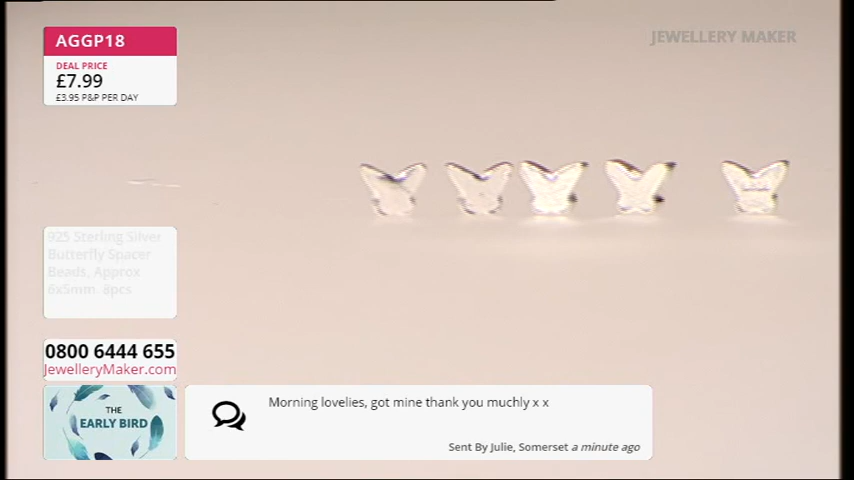 AGGP18
DEAL PRICE
£7.99
£3.95 P&P PER DAY
JEWELLERY MAKER
925 Sterling Silver
Butterfly Spacer
Beads, Approx
6x5mm, 8pcs
0800 6444 655
JewelleryMaker.com
THE
EARLY BIRD
Morning lovelies, got mine thank you muchly x x
Sent By Julie, Somerset a minute ago